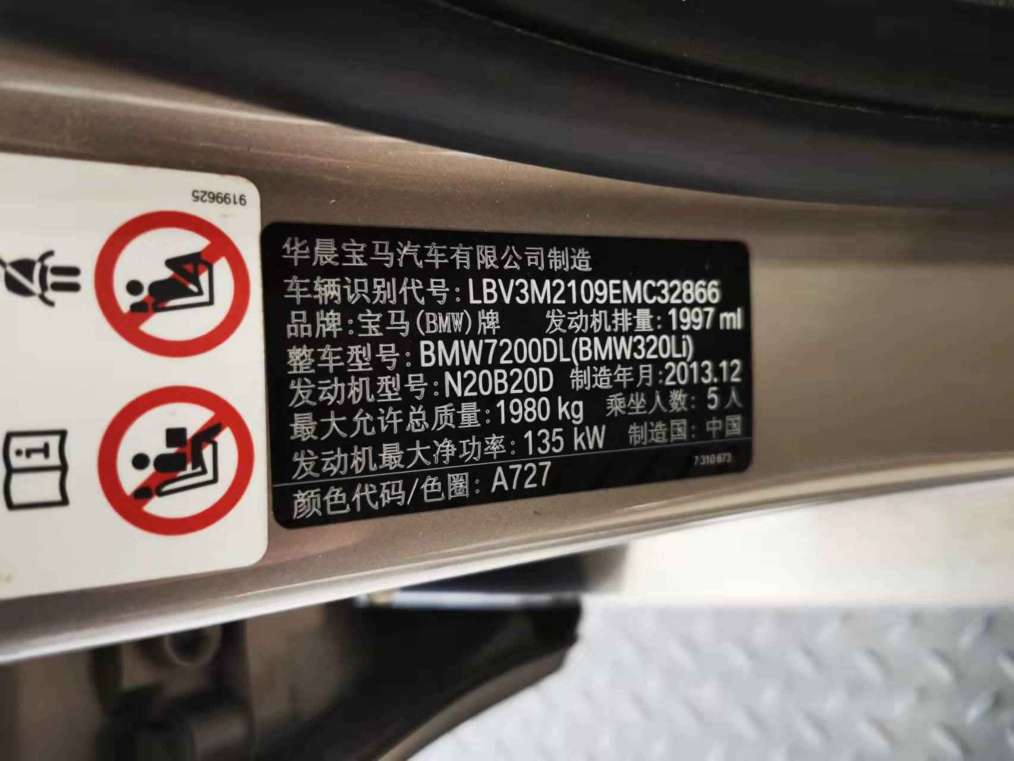 9199625
华晨宝马汽车有限公司制造
车辆识别代号: LBV3M2109EMC32866
品牌:宝马(BMW)牌 发动机排量: 1997 ml
整车型号: BMW7200DL(BMW320Li)
发动机型号: N20B20D 制造年月:2013.12
最大允许总质量: 1980 kg 乘坐人数: 5 人
发动机最大净功率: 135 kW 制造国: 中国
7 310 673
颜色代码/色圈: A727